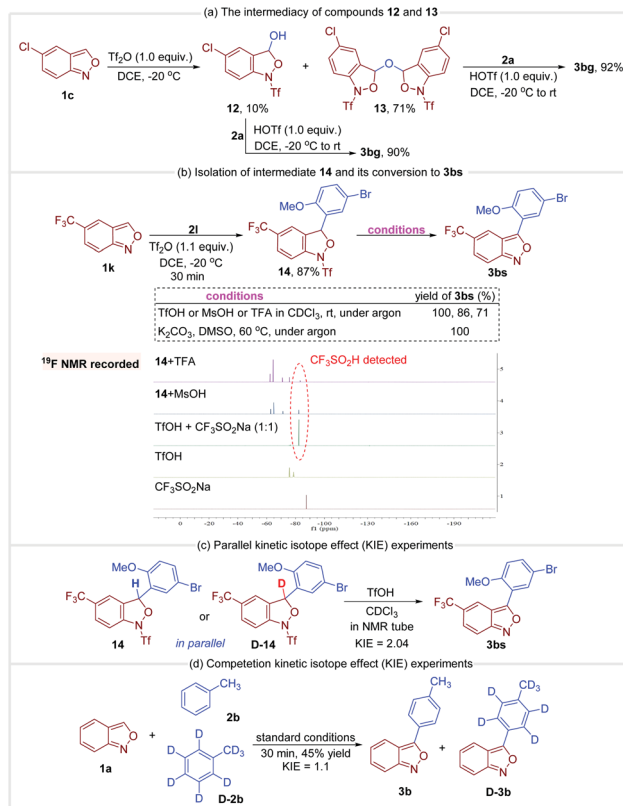 (a) The intermediacy of compounds 12 and 13
Cl
1c
Tf2O (1.0 equiv.)
DCE, -20 °C
Cl
OH
O
N
Tf
12, 10%
+
Cl
Cl
O
O
O
N
N
Tf
Tf
13, 71%
2a
HOTf (1.0 equiv.)
DCE, -20 °C to rt
3bg, 92%
2a
HOTf (1.0 equiv.)
DCE, -20 °C to rt
3bg, 90%
(b) Isolation of intermediate 14 and its conversion to 3bs
F3C
O
N
1k
2l
Tf2O (1.1 equiv.)
DCE, -20 °C
30 min
MeO
Br
F3C
O
N
Tf
14, 87%
conditions
MeO
Br
F3C
O
N
3bs
conditions yield of 3bs (%)
TfOH or MsOH or TFA in CDCl3, rt, under argon 100, 86, 71
K2CO3, DMSO, 60 °C, under argon 100
19F NMR recorded
14+TFA
CF3SO2H detected
14+MsOH
TfOH + CF3SO2Na (1:1)
TfOH
CF3SO2Na
5
4
3
2
1
0 -20 -40 -60 -80 -100 -120 -140 -160 -190
f1 (ppm)
(c) Parallel kinetic isotope effect (KIE) experiments
MeO
H
Br
F3C
O
N
Tf
14
or
in parallel
MeO
D
Br
F3C
O
N
Tf
D-14
TfOH
CDCl3
in NMR tube
KIE = 2.04
MeO
Br
F3C
O
N
3bs
(d) Competion kinetic isotope effect (KIE) experiments
O
N
1a
+
CH3
2b
D
CD3
D
D
D
D
D-2b
standard conditions
30 min, 45% yield
KIE = 1.1
CH3
O
N
3b
+
CD3
D
D
D
D
O
N
D-3b